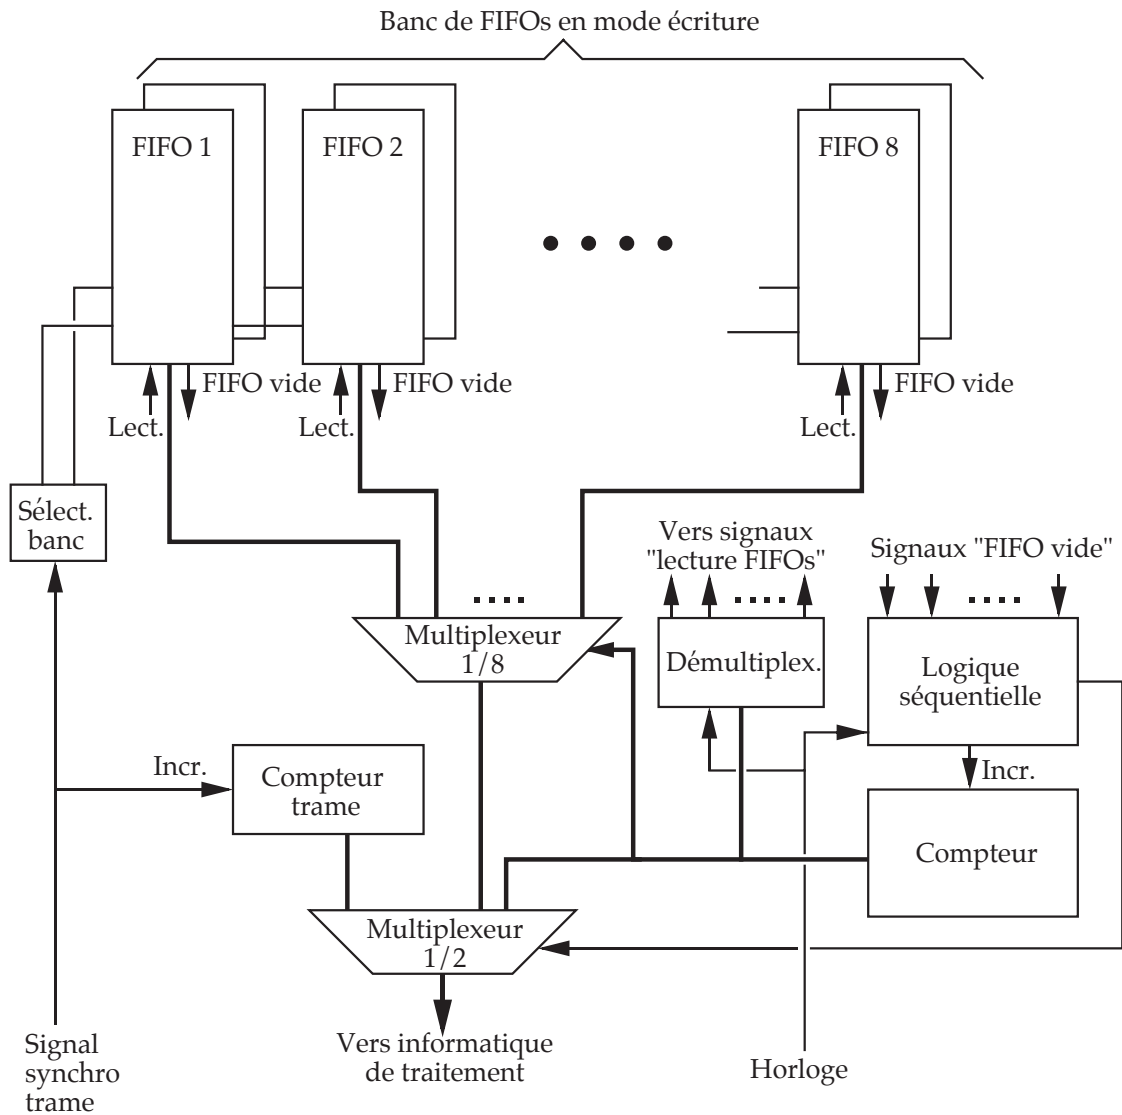 Banc de FIFOs en mode écriture
FIFO 1
FIFO 2
FIFO 8
FIFO vide
FIFO vide
FIFO vide
Lect.
Lect.
Lect.
Sélect.
banc
Vers signaux
"lecture FIFOs"
Signaux "FIFO vide"
Multiplexeur
1/8
Démultiplex.
Logique
séquentielle
Incr.
Compteur
trame
Incr.
Compteur
Multiplexeur
1/2
Signal
synchro
trame
Vers informatique
de traitement
Horloge